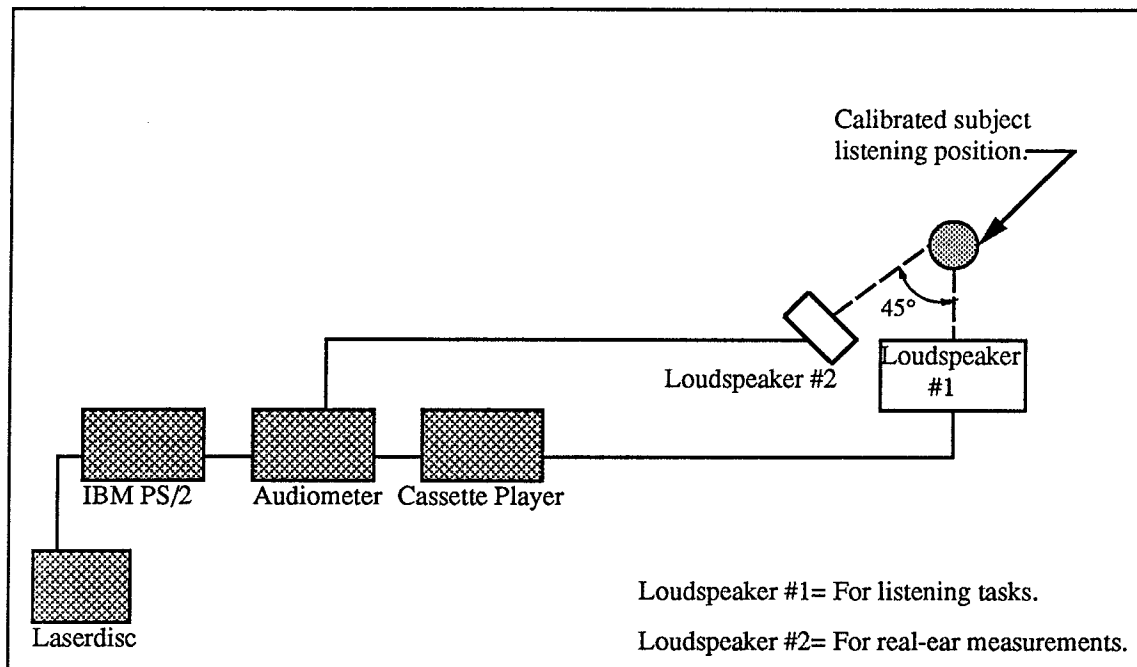 Calibrated subject
listening position.
45°
Loudspeaker
#1
Loudspeaker #2
IBM PS/2
Audiometer
Cassette Player
Laserdisc
Loudspeaker #1= For listening tasks.
Loudspeaker #2= For real-ear measurements.